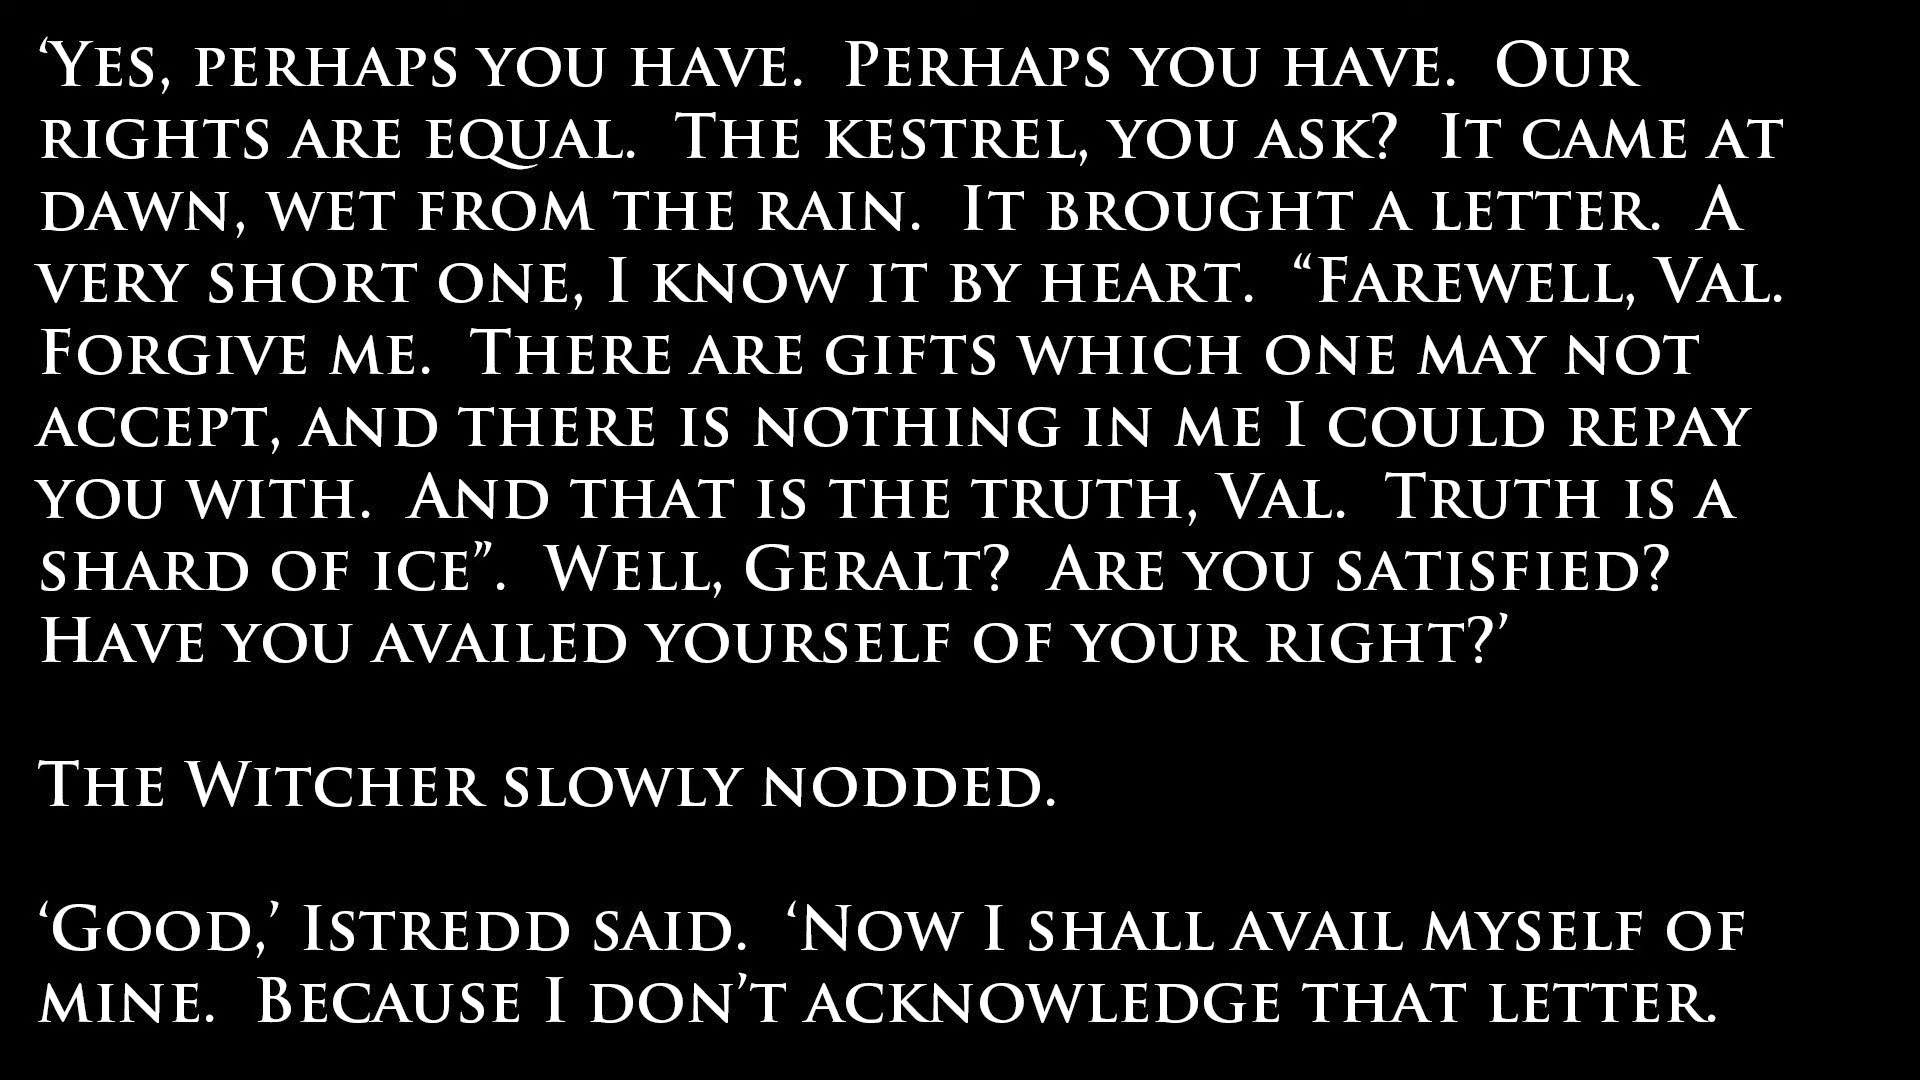 ‘Yes, perhaps you have.  Perhaps you have.  Our
rights are equal.  The kestrel, you ask?  It came at
dawn, wet from the rain.  It brought a letter.  A
very short one, I know it by heart.  “Farewell, Val.
Forgive me.  There are gifts which one may not
accept, and there is nothing in me I could repay
you with.  And that is the truth, Val.  Truth is a
shard of ice”.  Well, Geralt?  Are you satisfied?
Have you availed yourself of your right?’
The Witcher slowly nodded.
‘Good,’ Istredd said.  ‘Now I shall avail myself of
mine.  Because I don’t acknowledge that letter.